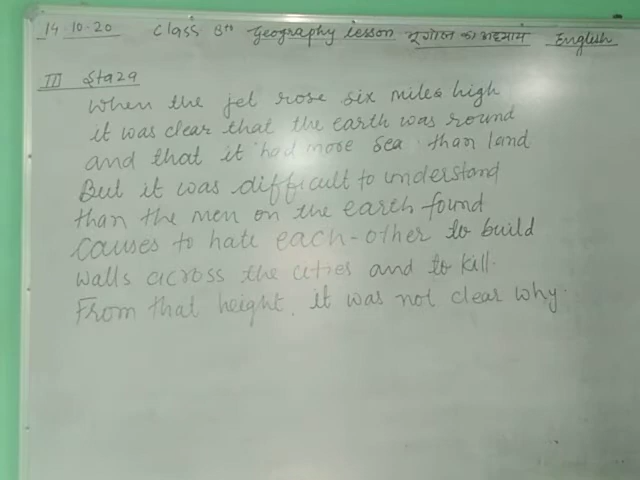 14.10.20 Class 8th Geography lesson भूगोल का अध्याय English
III Staza
When the jet rose six miles high
it was clear that the earth was round
and that it had more sea than land
But it was difficult to understand
than the men on the earth found
causes to hate each-other to build
walls across the cities and to kill.
From that height, it was not clear why.